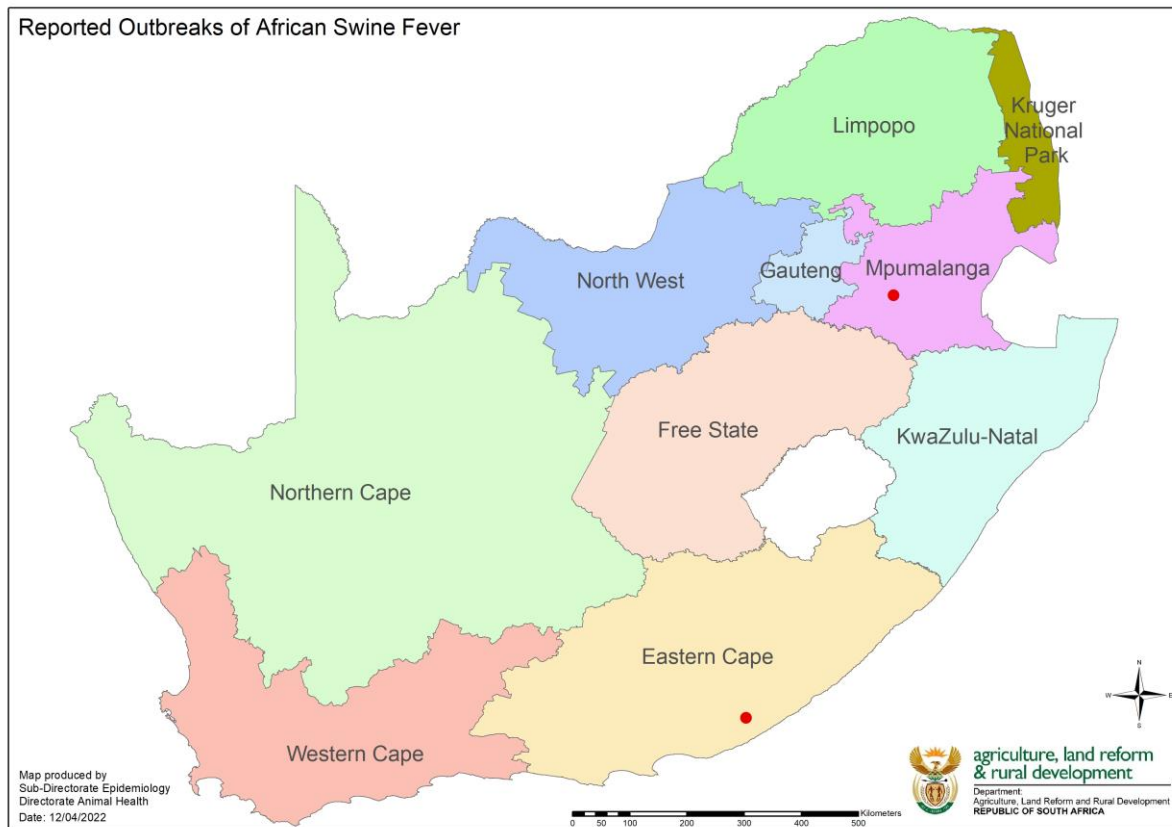 Reported Outbreaks of African Swine Fever
Limpopo
Kruger
National
Park
North West
Gauteng
Mpumalanga
Free State
KwaZulu-Natal
Northern Cape
Eastern Cape
Western Cape
N
W
E
S
Map produced by
Sub-Directorate Epidemiology
Directorate Animal Health
Date: 12/04/2022
Kilometers
0 50 100 200 300 400 500
agriculture, land reform
& rural development
Department:
Agriculture, Land Reform and Rural Development
REPUBLIC OF SOUTH AFRICA